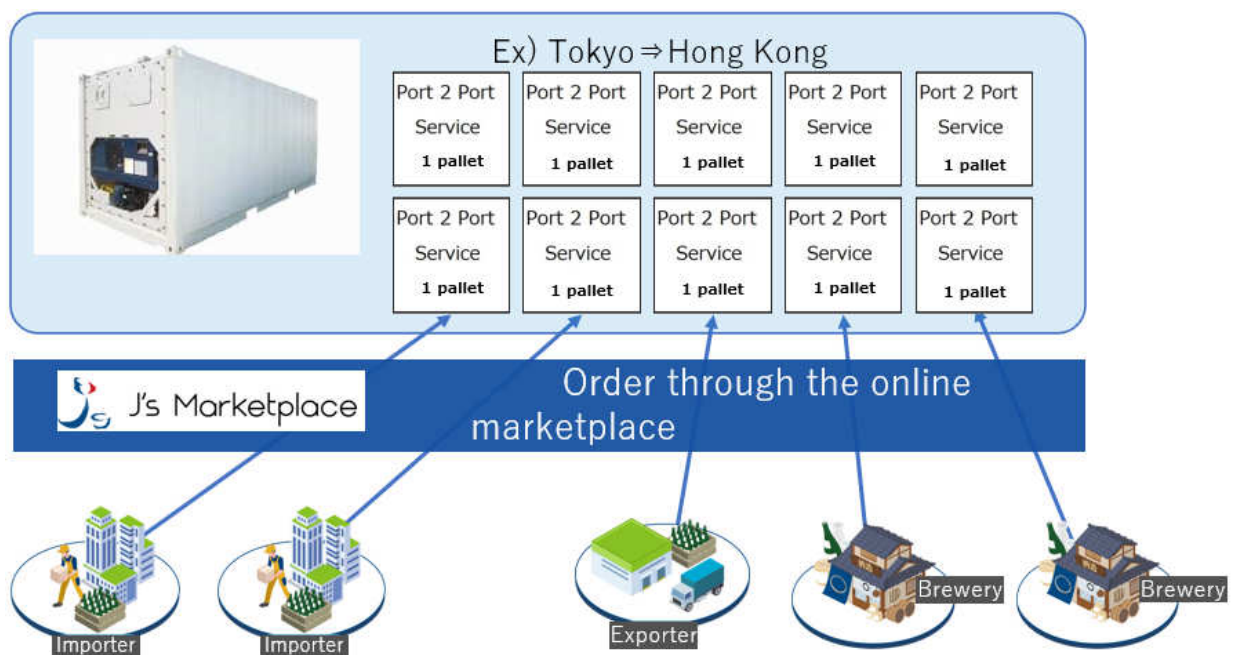 Ex) Tokyo⇒Hong Kong
Port 2 Port
Service
1 pallet
Port 2 Port
Service
1 pallet
Port 2 Port
Service
1 pallet
Port 2 Port
Service
1 pallet
Port 2 Port
Service
1 pallet
Port 2 Port
Service
1 pallet
Port 2 Port
Service
1 pallet
Port 2 Port
Service
1 pallet
Port 2 Port
Service
1 pallet
Port 2 Port
Service
1 pallet
J's
J's Marketplace
Order through the online
marketplace
Importer
Importer
Exporter
Brewery
Brewery